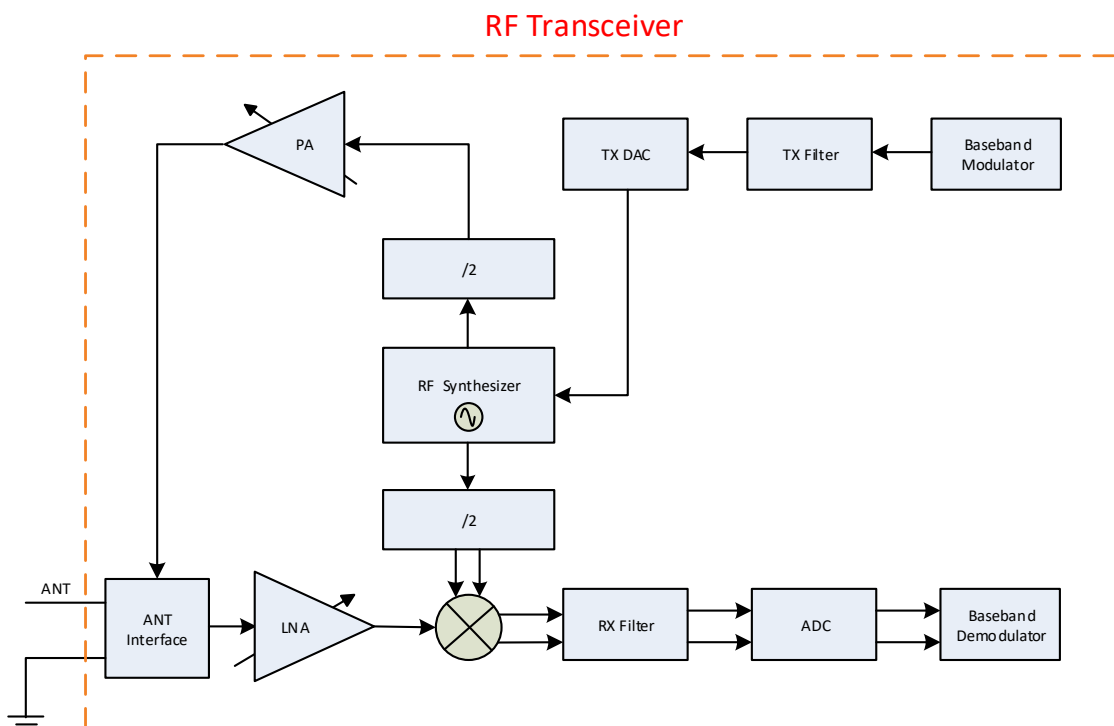 RF Transceiver
PA
TX DAC
TX Filter
Baseband
Modulator
/2
RF Synthesizer
/2
ANT
ANT
Interface
LNA
RX Filter
ADC
Baseband
Demodulator